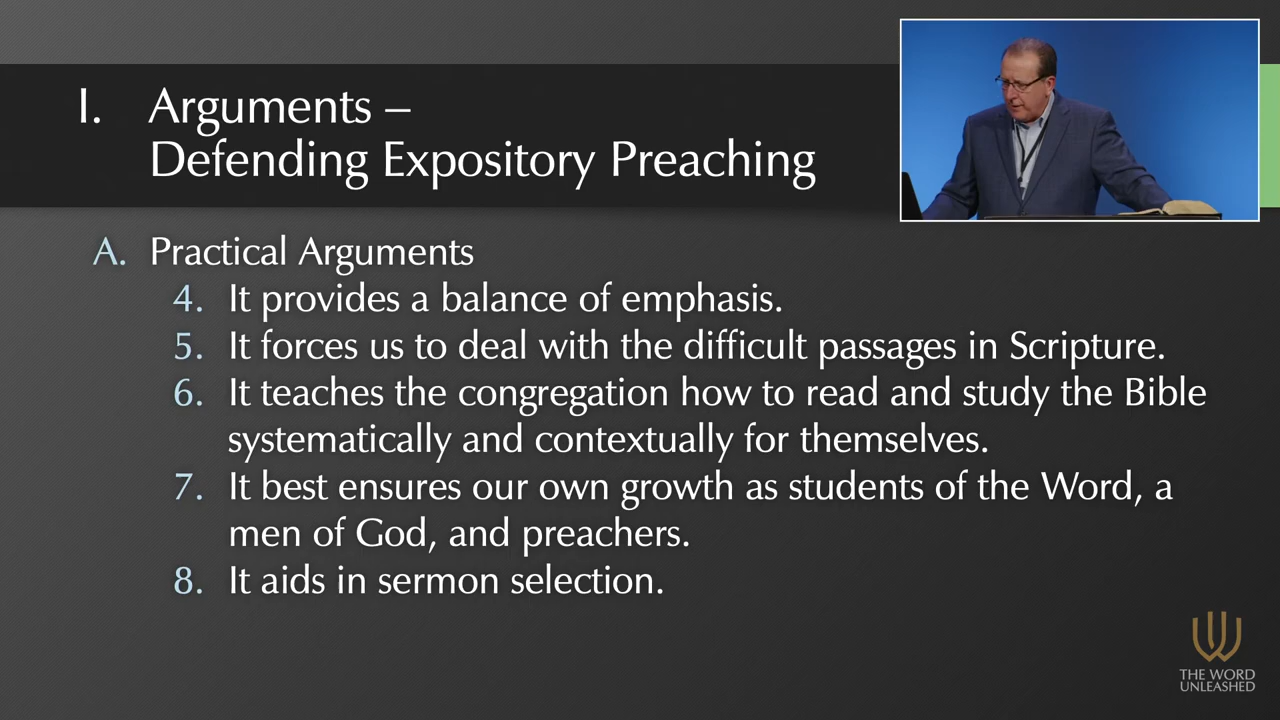 I. Arguments –
Defending Expository Preaching
A. Practical Arguments
4. It provides a balance of emphasis.
5. It forces us to deal with the difficult passages in Scripture.
6. It teaches the congregation how to read and study the Bible
systematically and contextually for themselves.
7. It best ensures our own growth as students of the Word, a
men of God, and preachers.
8. It aids in sermon selection.
THE WORD
UNLEASHED